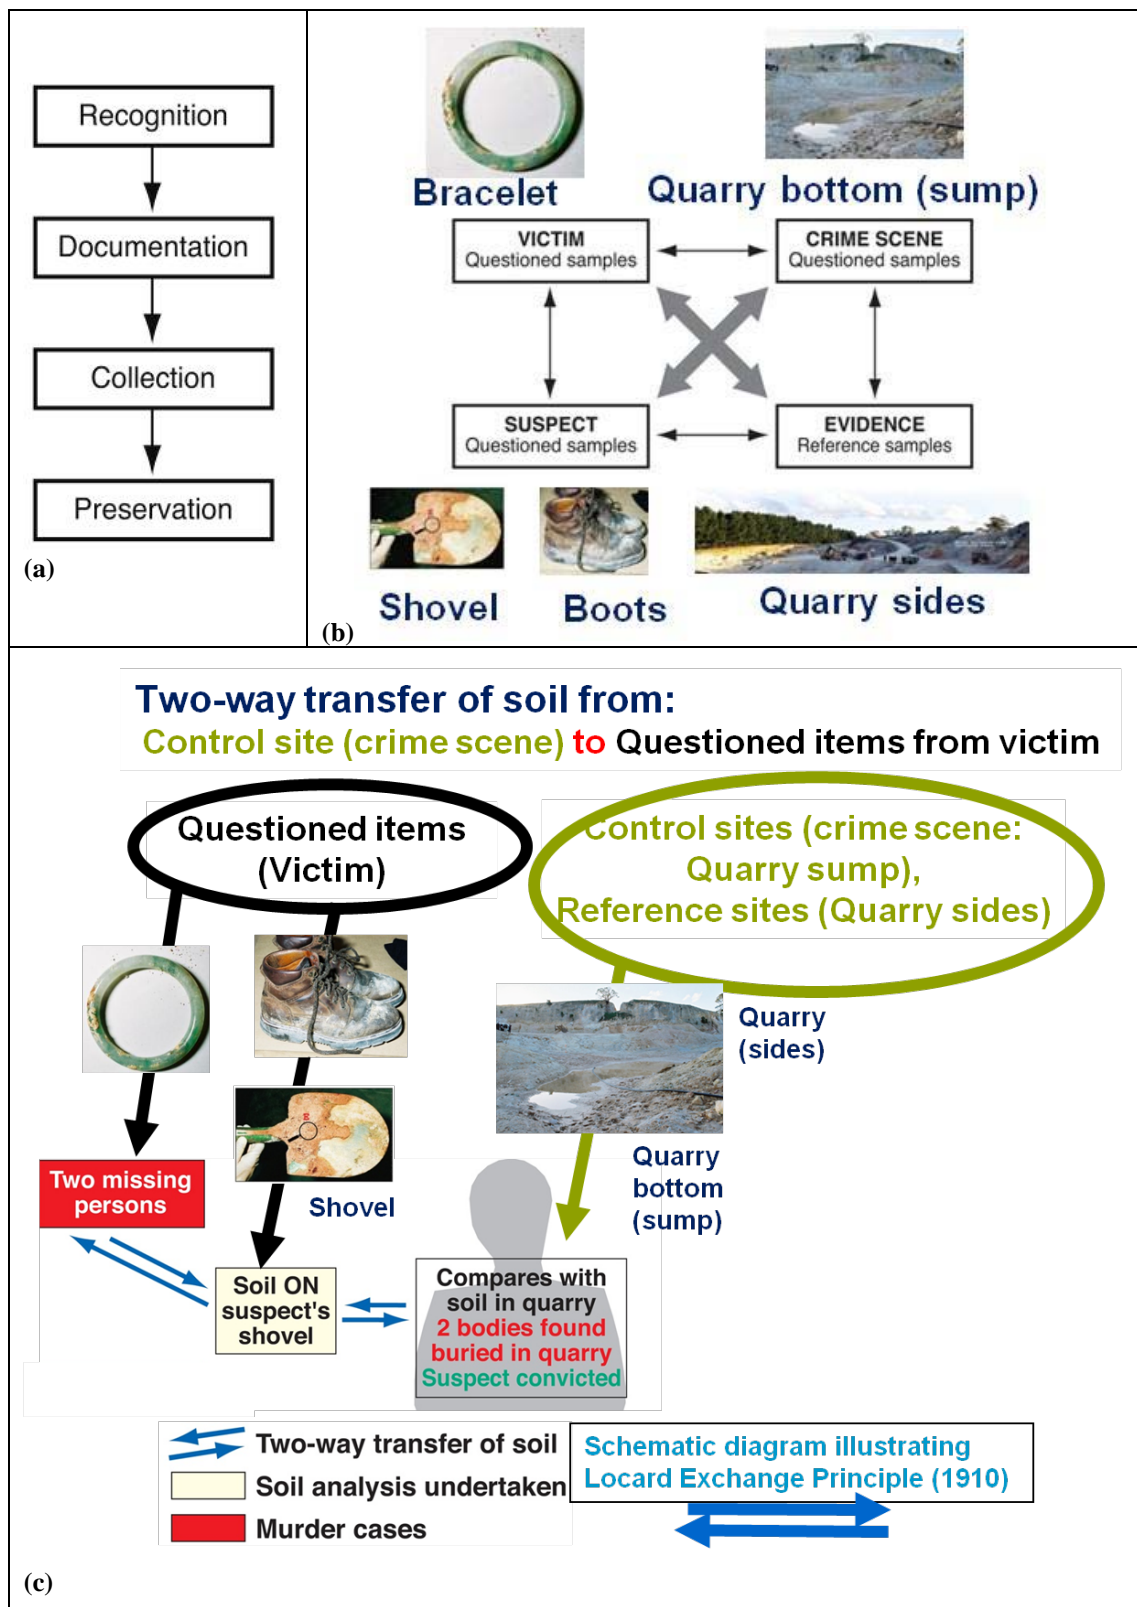 Recognition
Documentation
Collection
Preservation
(a)
Bracelet
Quarry bottom (sump)
VICTIM
Questioned samples
CRIME SCENE
Questioned samples
SUSPECT
Questioned samples
EVIDENCE
Reference samples
Shovel
Boots
Quarry sides
(b)
Two-way transfer of soil from:
Control site (crime scene) to Questioned items from victim
Questioned items
(Victim)
Control sites (crime scene:
Quarry sump),
Reference sites (Quarry sides)
Quarry
(sides)
Quarry
bottom
(sump)
Shovel
Two missing
persons
Soil ON
suspect's
shovel
Compares with
soil in quarry
2 bodies found
buried in quarry
Suspect convicted
Two-way transfer of soil
Soil analysis undertaken
Murder cases
Schematic diagram illustrating
Locard Exchange Principle (1910)
(c)